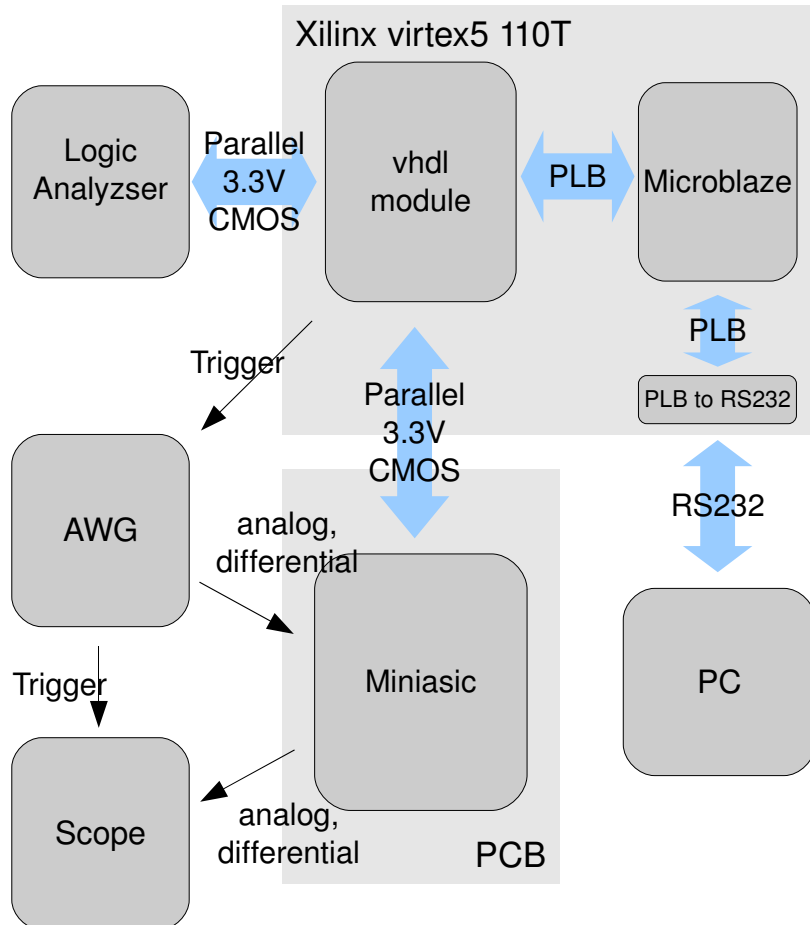 Xilinx virtex5 110T
Logic
Analyzser
Parallel
3.3V
CMOS
vhdl
module
PLB
Microblaze
PLB
PLB to RS232
Trigger
Parallel
3.3V
CMOS
RS232
AWG
analog,
differential
Miniasic
PC
Trigger
Scope
analog,
differential
PCB